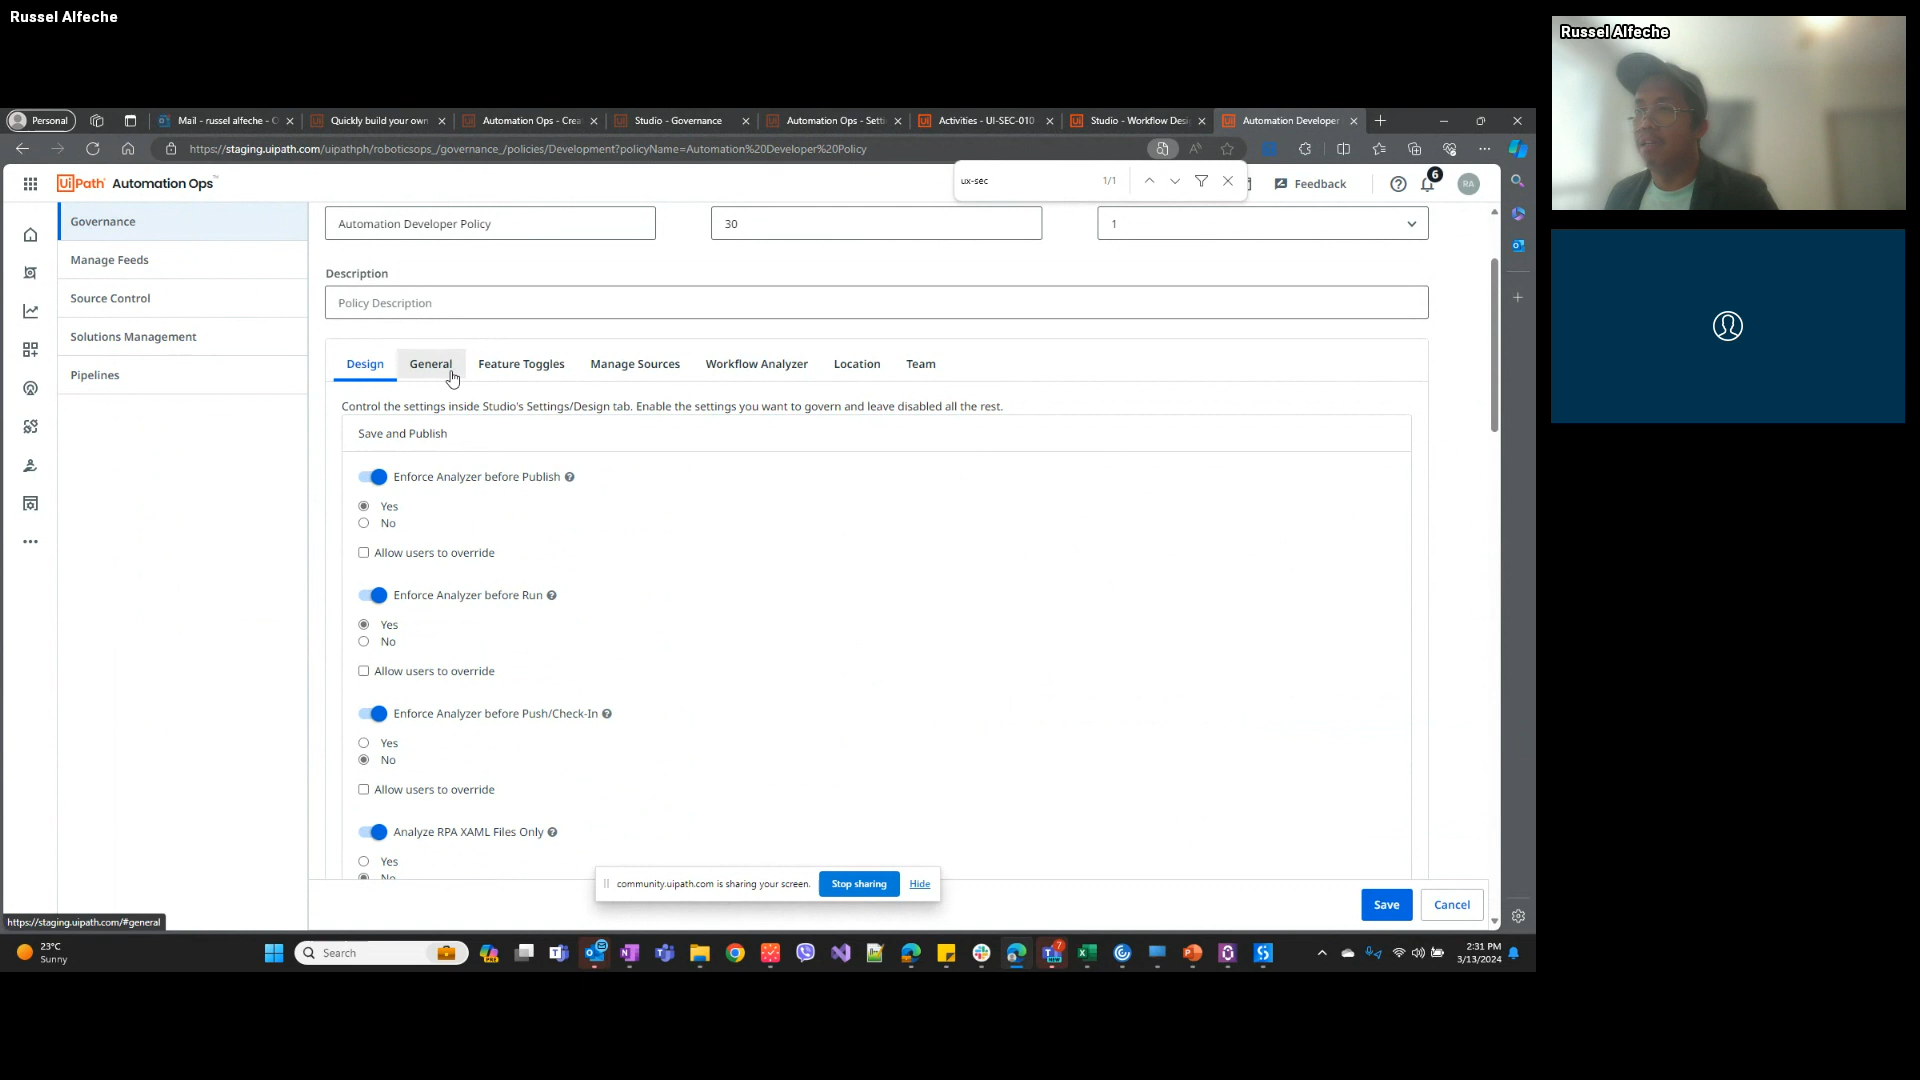 Russel Alfeche
Russel Alfeche
Personal
Mail - russel alfeche - O
Quickly build your own
Automation Ops - Crea
Studio - Governance
Automation Ops - Setti
Activities - UI-SEC-010
Studio - Workflow Desi
Automation Developer
https://staging.uipath.com/uipathph/roboticsops_/governance_/policies/Development?policyName=Automation%20Developer%20Policy
ux-sec
1/1
UiPath Automation Ops™
Feedback
6
RA
Governance
Manage Feeds
Source Control
Solutions Management
Pipelines
Automation Developer Policy
30
1
Description
Policy Description
Design
General
Feature Toggles
Manage Sources
Workflow Analyzer
Location
Team
Control the settings inside Studio's Settings/Design tab. Enable the settings you want to govern and leave disabled all the rest.
Save and Publish
Enforce Analyzer before Publish
Yes
No
Allow users to override
Enforce Analyzer before Run
Yes
No
Allow users to override
Enforce Analyzer before Push/Check-In
Yes
No
Allow users to override
Analyze RPA XAML Files Only
Yes
No
community.uipath.com is sharing your screen.
Stop sharing
Hide
Save
Cancel
https://staging.uipath.com/#general
23°C
Sunny
Search
PRE
7
2:31 PM
3/13/2024